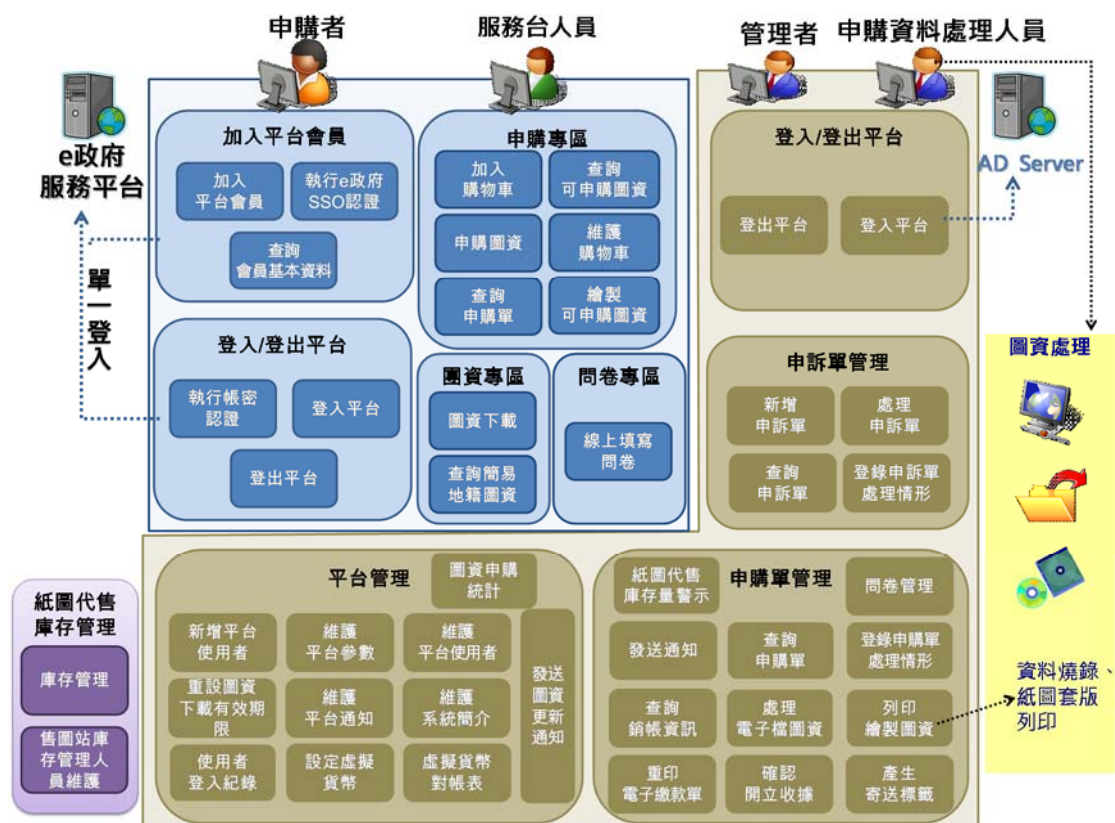 申購者
服務台人員
管理者
申購資料處理人員
e政府
服務平台
單一登入
加入平台會員
加入
平台會員
執行e政府
SSO認證
查詢
會員基本資料
登入/登出平台
執行帳密
認證
登入平台
登出平台
申購專區
加入
購物車
查詢
可申購圖資
申購圖資
維護
購物車
查詢
申購單
繪製
可申購圖資
團資專區
圖資下載
查詢簡易
地籍圖資
問卷專區
線上填寫
問卷
登入/登出平台
登出平台
登入平台
AD Server
申訴單管理
新增
申訴單
處理
申訴單
查詢
申訴單
登錄申訴單
處理情形
圖資處理
資料燒錄、
紙圖套版
列印
紙圖代售
庫存管理
庫存管理
售圖站庫
存管理人
員維護
平台管理
圖資申購
統計
新增平台
使用者
維護
平台參數
維護
平台使用者
重設圖資
下載有效期
限
維護
平台通知
維護
系統簡介
使用者
登入紀錄
設定虛擬
貨幣
虛擬貨幣
對帳表
發送
圖資
更新
通知
申購單管理
紙圖代售
庫存量警示
問卷管理
發送通知
查詢
申購單
登錄申購單
處理情形
查詢
銷帳資訊
處理
電子檔圖資
列印
繪製圖資
重印
電子繳款單
確認
開立收據
產生
寄送標籤